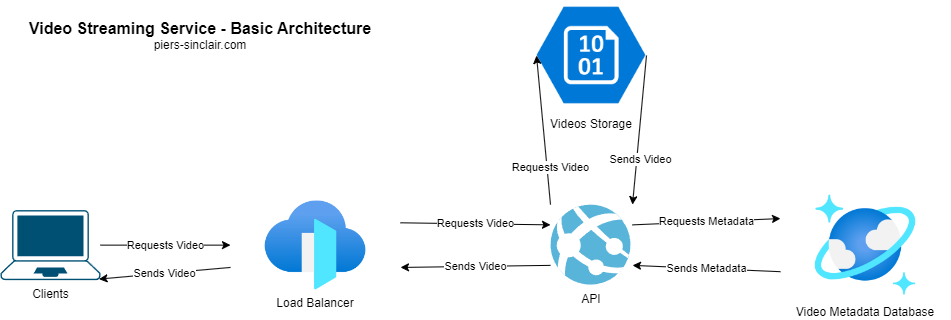 Video Streaming Service - Basic Architecture
piers-sinclair.com
10
01
Videos Storage
Requests Video
Sends Video
Requests Video
Sends Video
Clients
Load Balancer
Requests Video
Sends Video
API
Requests Metadata
Sends Metadata
Video Metadata Database